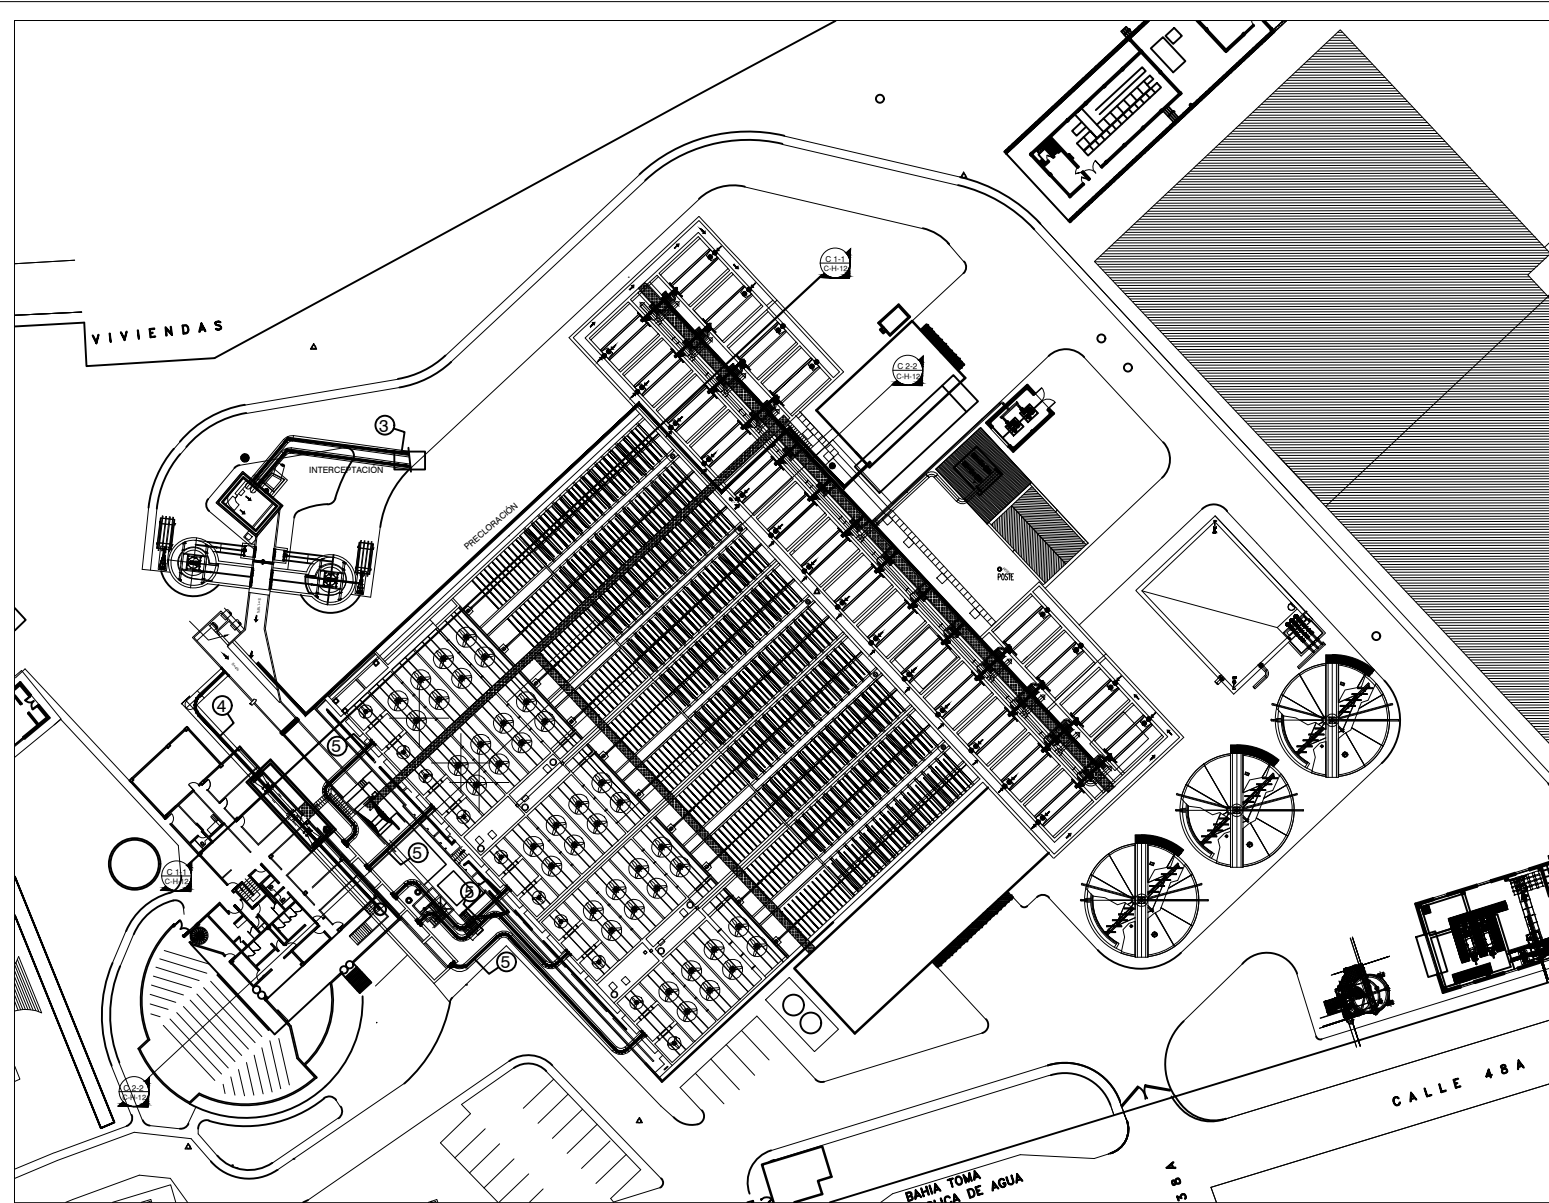 C 1-1
C-H-12
VIVIENDAS
C 2-2
C-H-12
3
INTERCEPTACIÓN
PRECLORACIÓN
POSTE
4
5
5
C 1-1
C-H-12
5
5
C 2-2
C-H-12
CALLE 48A
38A
BAHIA TOMA
DE AGUA